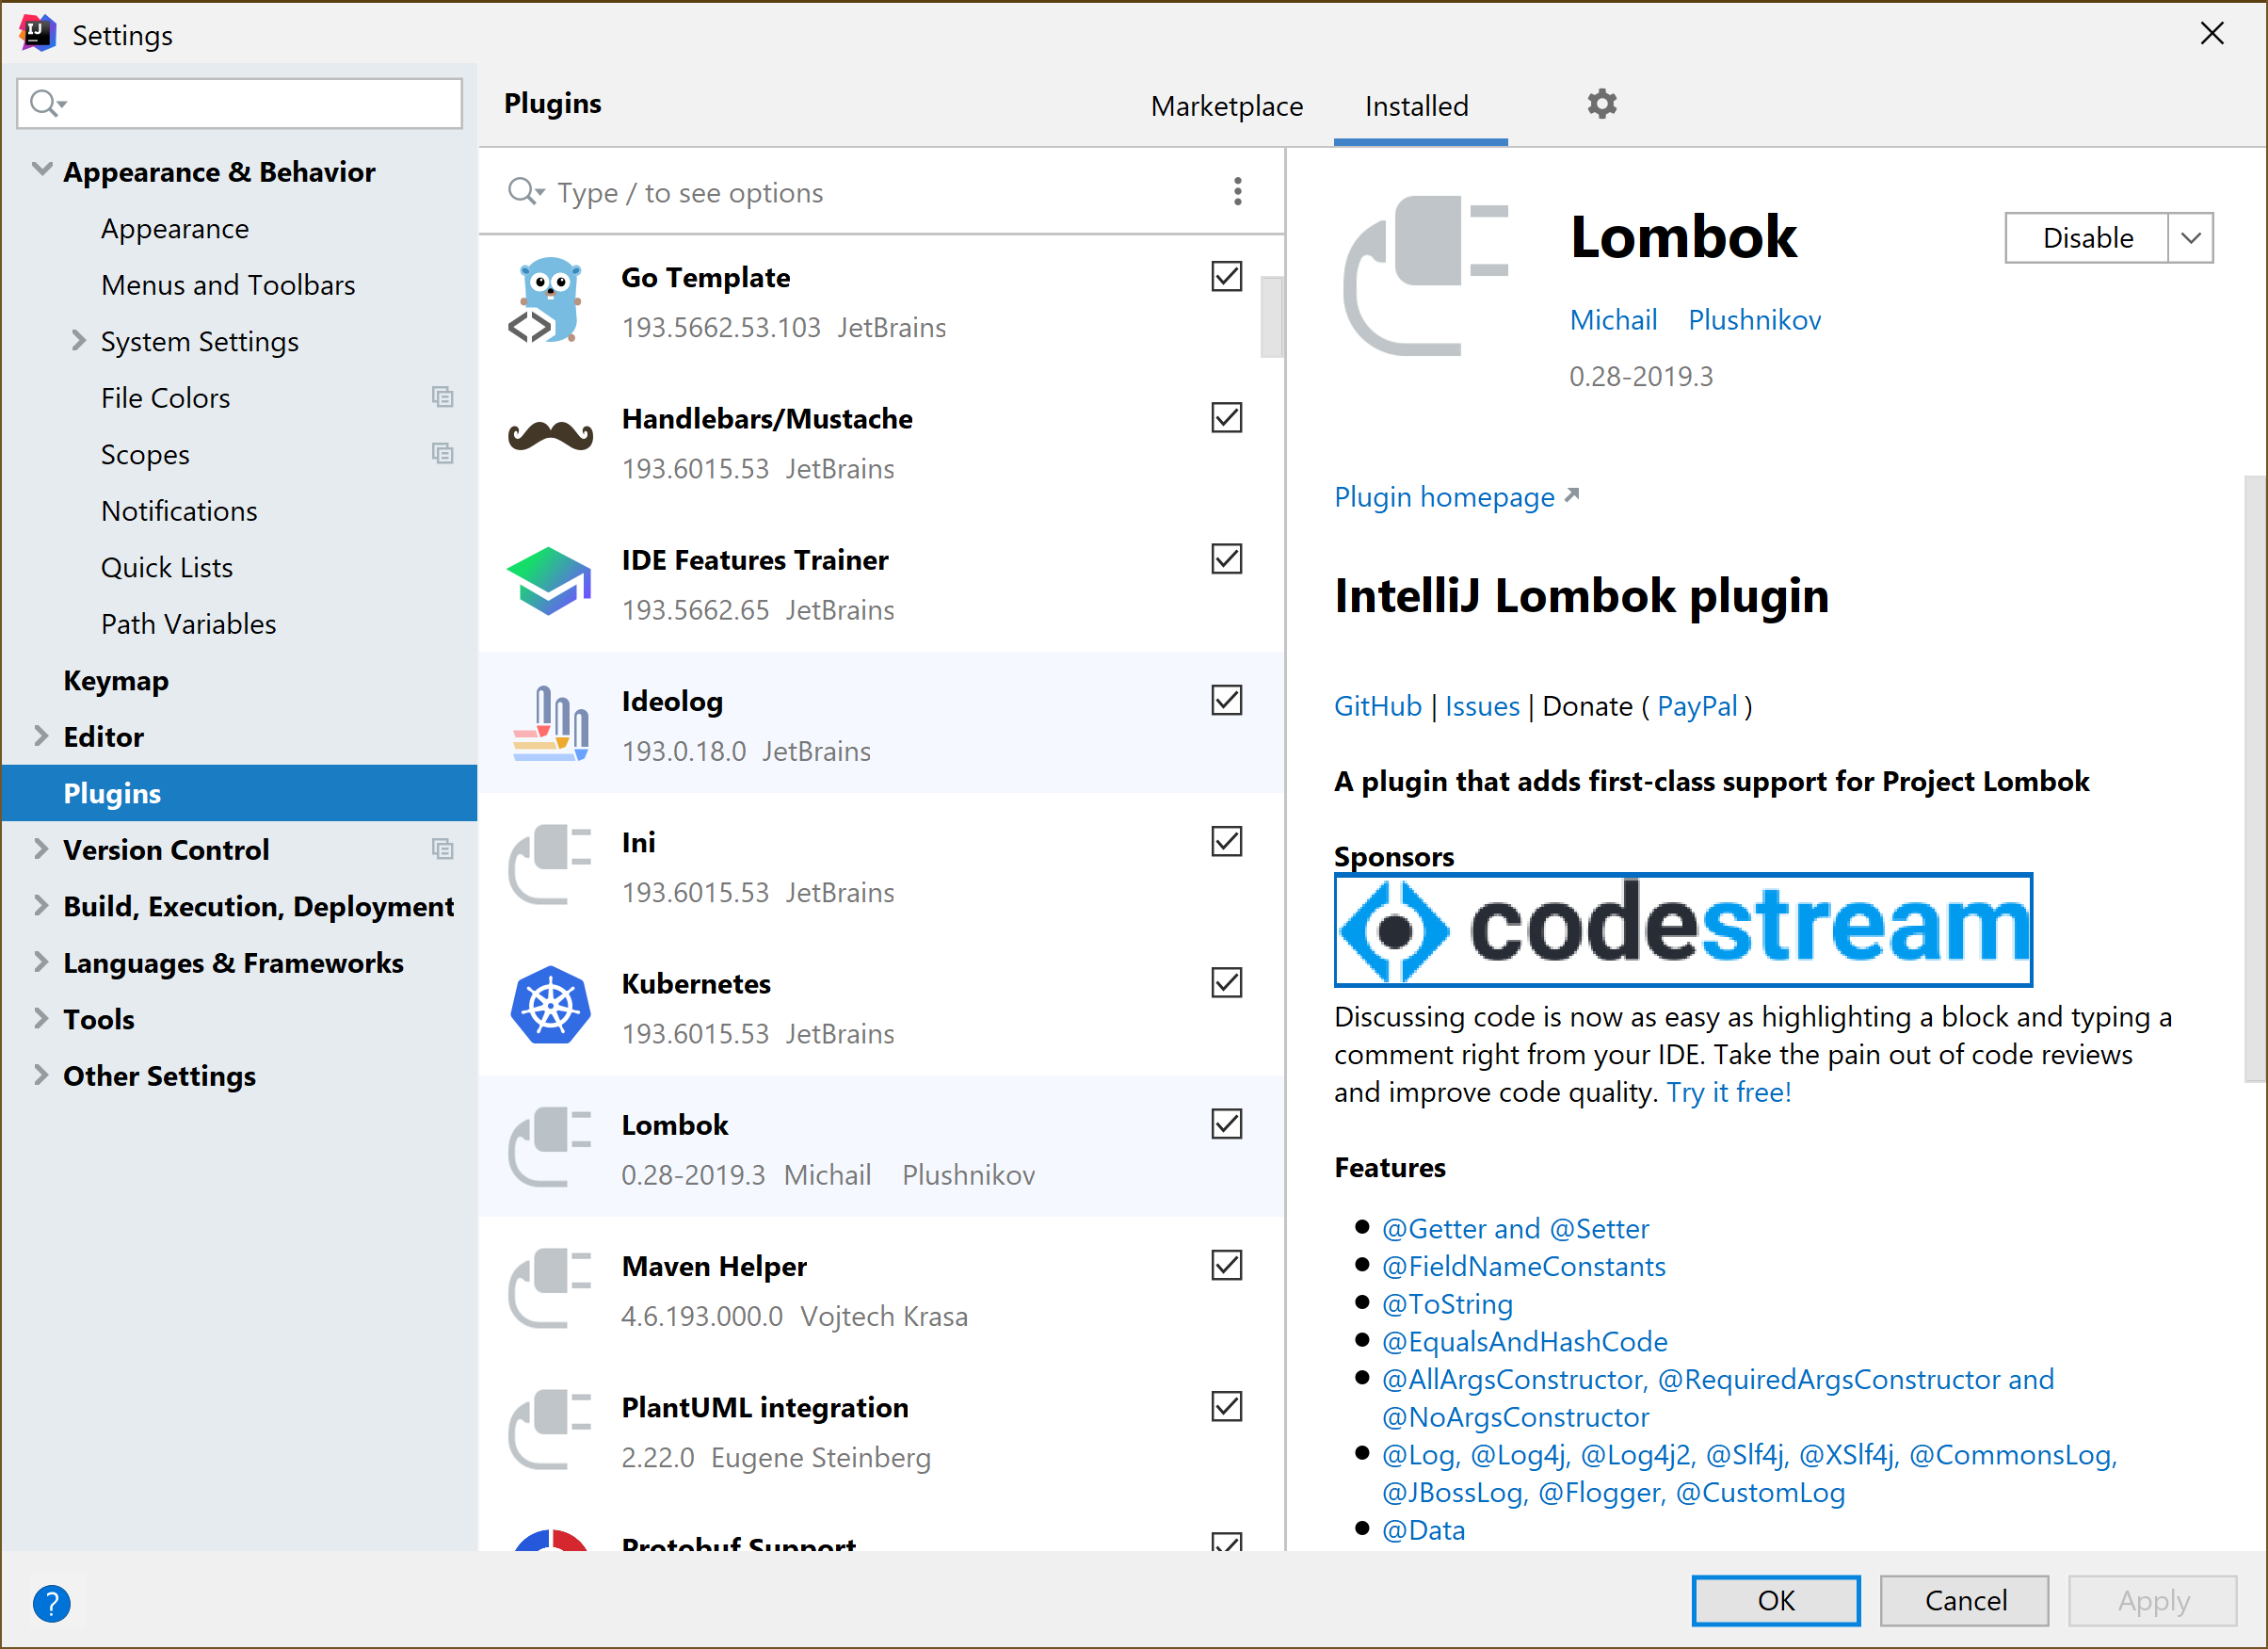 Settings
Appearance & Behavior
Appearance
Menus and Toolbars
System Settings
File Colors
Scopes
Notifications
Quick Lists
Path Variables
Keymap
Editor
Plugins
Version Control
Build, Execution, Deployment
Languages & Frameworks
Tools
Other Settings
Plugins
Marketplace
Installed
Type / to see options
Go Template
193.5662.53.103 JetBrains
Handlebars/Mustache
193.6015.53 JetBrains
IDE Features Trainer
193.5662.65 JetBrains
Ideolog
193.0.18.0 JetBrains
Ini
193.6015.53 JetBrains
Kubernetes
193.6015.53 JetBrains
Lombok
0.28-2019.3 Michail Plushnikov
Maven Helper
4.6.193.000.0 Vojtech Krasa
PlantUML integration
2.22.0 Eugene Steinberg
Protobuf Support
Lombok
Disable
Michail Plushnikov
0.28-2019.3
Plugin homepage
IntelliJ Lombok plugin
GitHub | Issues | Donate ( PayPal )
A plugin that adds first-class support for Project Lombok
Sponsors
codestream
Discussing code is now as easy as highlighting a block and typing a
comment right from your IDE. Take the pain out of code reviews
and improve code quality. Try it free!
Features
@Getter and @Setter
@FieldNameConstants
@ToString
@EqualsAndHashCode
@AllArgsConstructor, @RequiredArgsConstructor and
@NoArgsConstructor
@Log, @Log4j, @Log4j2, @Slf4j, @XSlf4j, @CommonsLog,
@JBossLog, @Flogger, @CustomLog
@Data
?
OK
Cancel
Apply